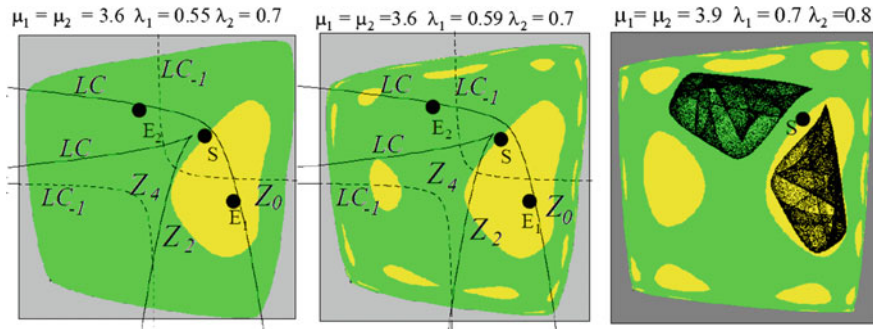 μ₁ = μ₂ = 3.6 λ₁ = 0.55 λ₂ = 0.7
LC
LC₋₁
E₂
S
LC
Z₄
LC₋₁
Z₀
E₁
Z₂
μ₁ = μ₂ =3.6 λ₁ = 0.59 λ₂ = 0.7
LC
LC₋₁
E₂
S
LC
Z₄
LC₋₁
Z₀
E₁
Z₂
μ₁ = μ₂ = 3.9 λ₁ = 0.7 λ₂ =0.8
S